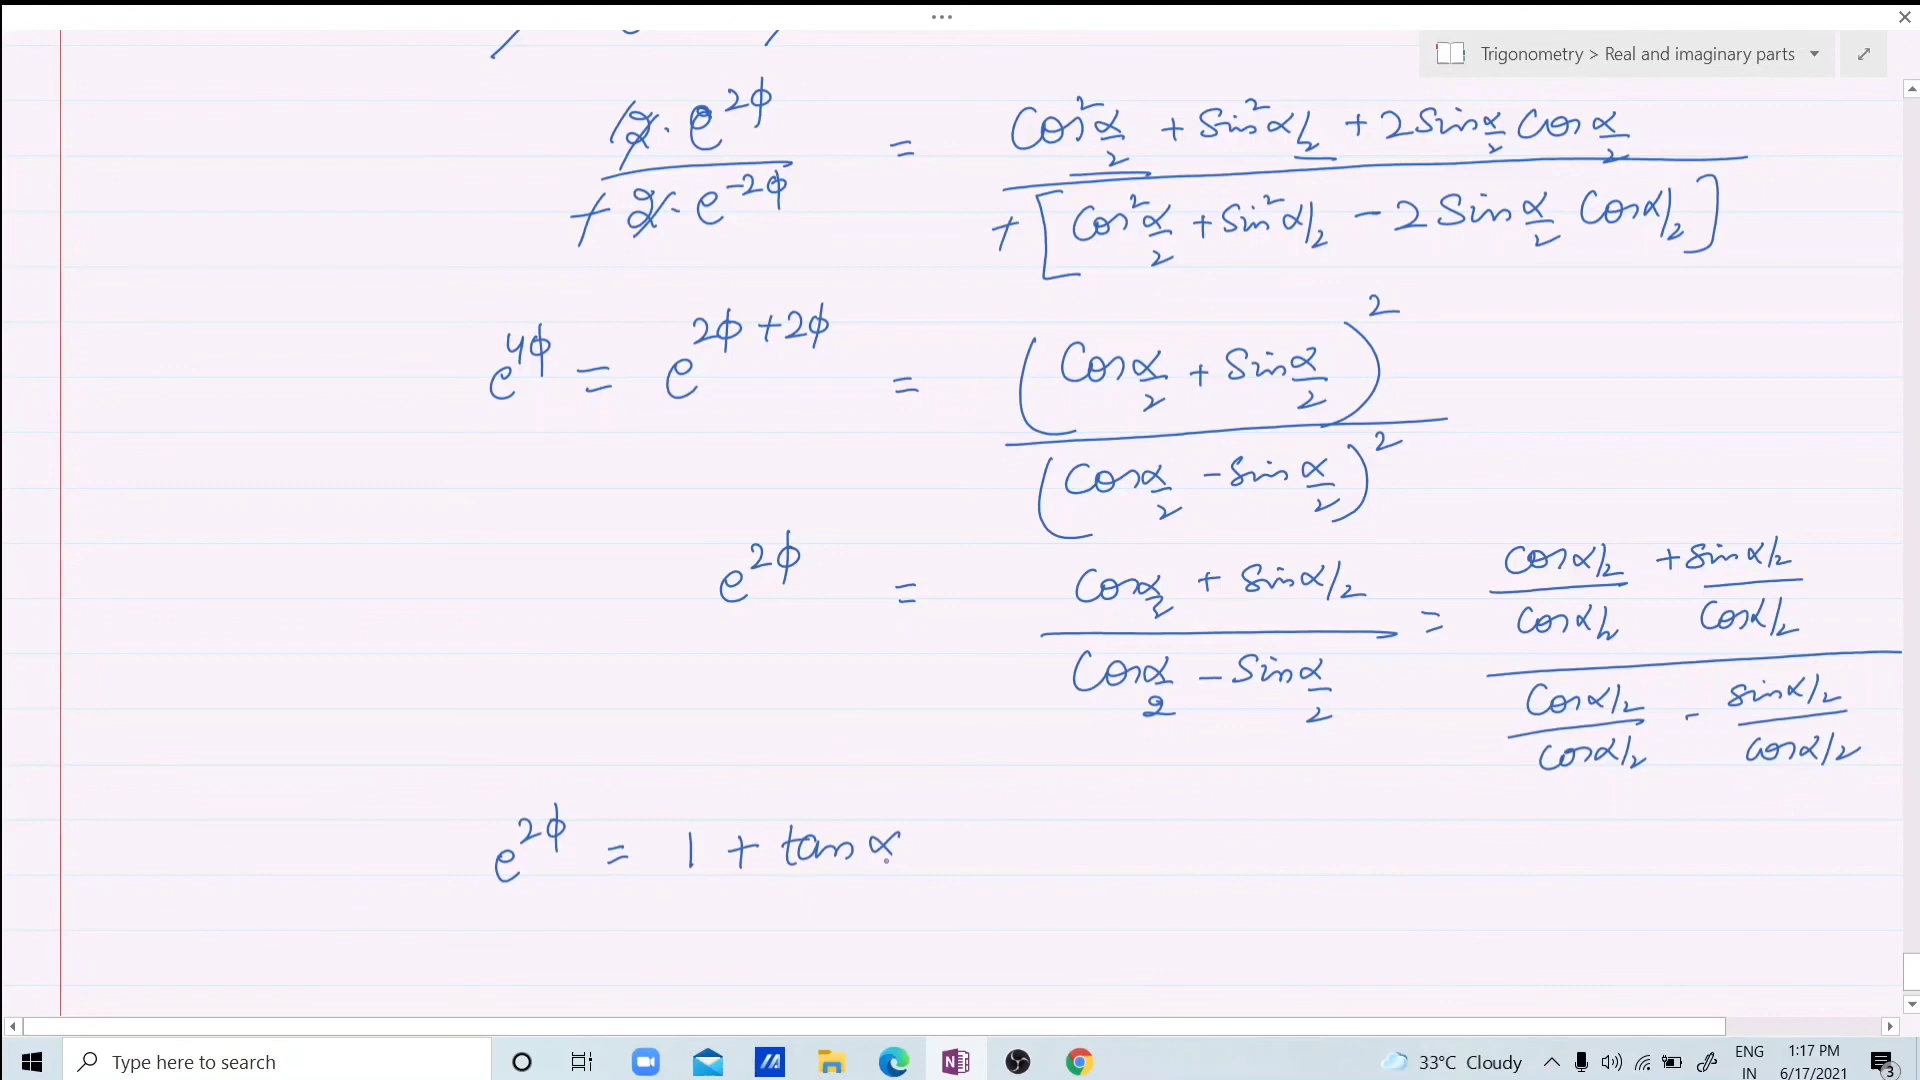 Trigonometry > Real and imaginary parts
2. e^2φ / + 2. e^-2φ = Cos²α/2 + Sin²α/2 + 2Sin α/2 Cos α/2 / +[Cos²α/2 + Sin²α/2 - 2 Sin α/2 Cos α/2]
e^4φ = e^2φ+2φ = (Cos α/2 + Sin α/2)² / (Cos α/2 - Sin α/2)²
e^2φ = Cos α/2 + Sin α/2 / Cos α/2 - Sin α/2 = Cos α/2 / Cos α/2 + Sin α/2 / Cos α/2 / Cos α/2 / Cos α/2 - Sin α/2 / Cos α/2
e^2φ = 1 + tan α
Type here to search
33°C Cloudy
ENG
IN
1:17 PM
6/17/2021
3